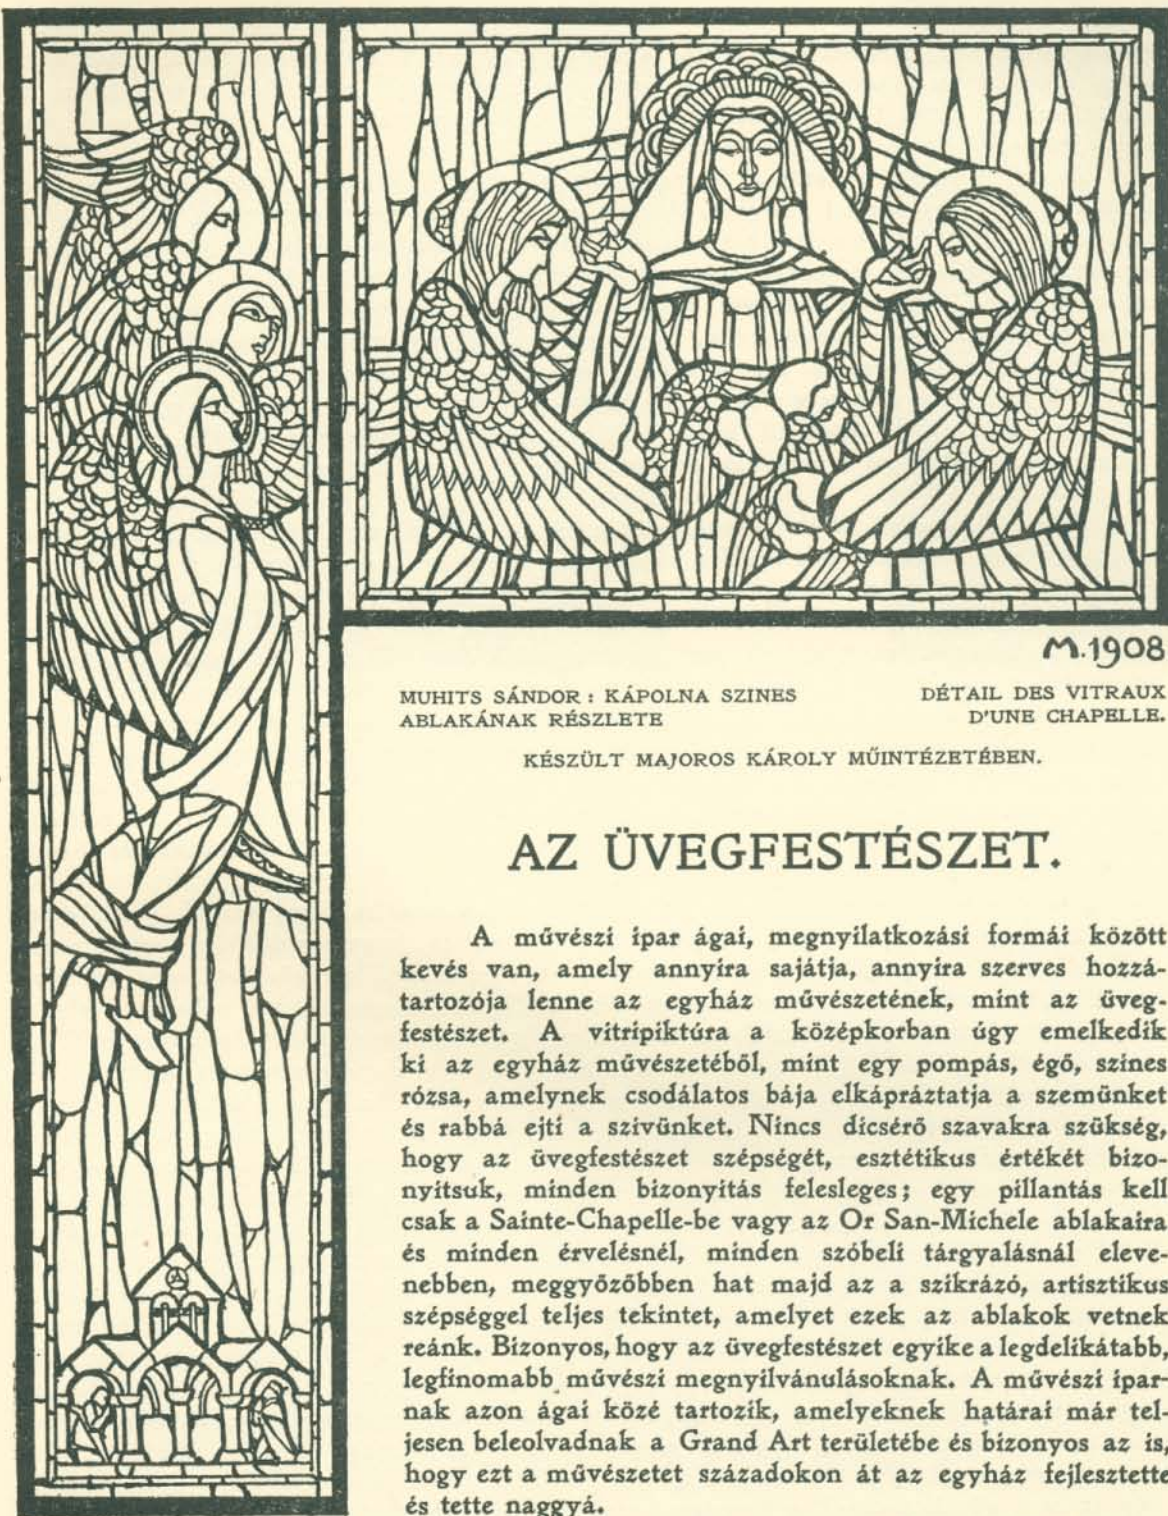 M.1908
MUHITS SÁNDOR : KÁPOLNA SZINES
ABLAKÁNAK RÉSZLETE
DÉTAIL DES VITRAUX
D'UNE CHAPELLE.
KÉSZÜLT MAJOROS KÁROLY MŰINTÉZETÉBEN.
AZ ÜVEGFESTÉSZET.
A művészi ipar ágai, megnyilatkozási formái között
kevés van, amely annyira sajátja, annyira szerves hozzá-
tartozója lenne az egyház művészetének, mint az üveg-
festészet. A vitripiktúra a középkorban úgy emelkedik
ki az egyház művészetéből, mint egy pompás, égő, szines
rózsa, amelynek csodálatos bája elkápráztatja a szemünket
és rabbá ejti a szivünket. Nincs dicsérő szavakra szükség,
hogy az üvegfestészet szépségét, esztétikus értékét bizo-
nyitsuk, minden bizonyitás felesleges; egy pillantás kell
csak a Sainte-Chapelle-be vagy az Or San-Michele ablakaira
és minden érvelésnél, minden szóbeli tárgyalásnál eleve-
nebben, meggyőzőbben hat majd az a szikrázó, artisztikus
szépséggel teljes tekintet, amelyet ezek az ablakok vetnek
reánk. Bizonyos, hogy az üvegfestészet egyike a legdelikátabb,
legfinomabb művészi megnyilvánulásoknak. A művészi ipar-
nak azon ágai közé tartozik, amelyeknek határai már tel-
jesen beleolvadnak a Grand Art területébe és bizonyos az is,
hogy ezt a művészetet századokon át az egyház fejlesztette
és tette naggyá.